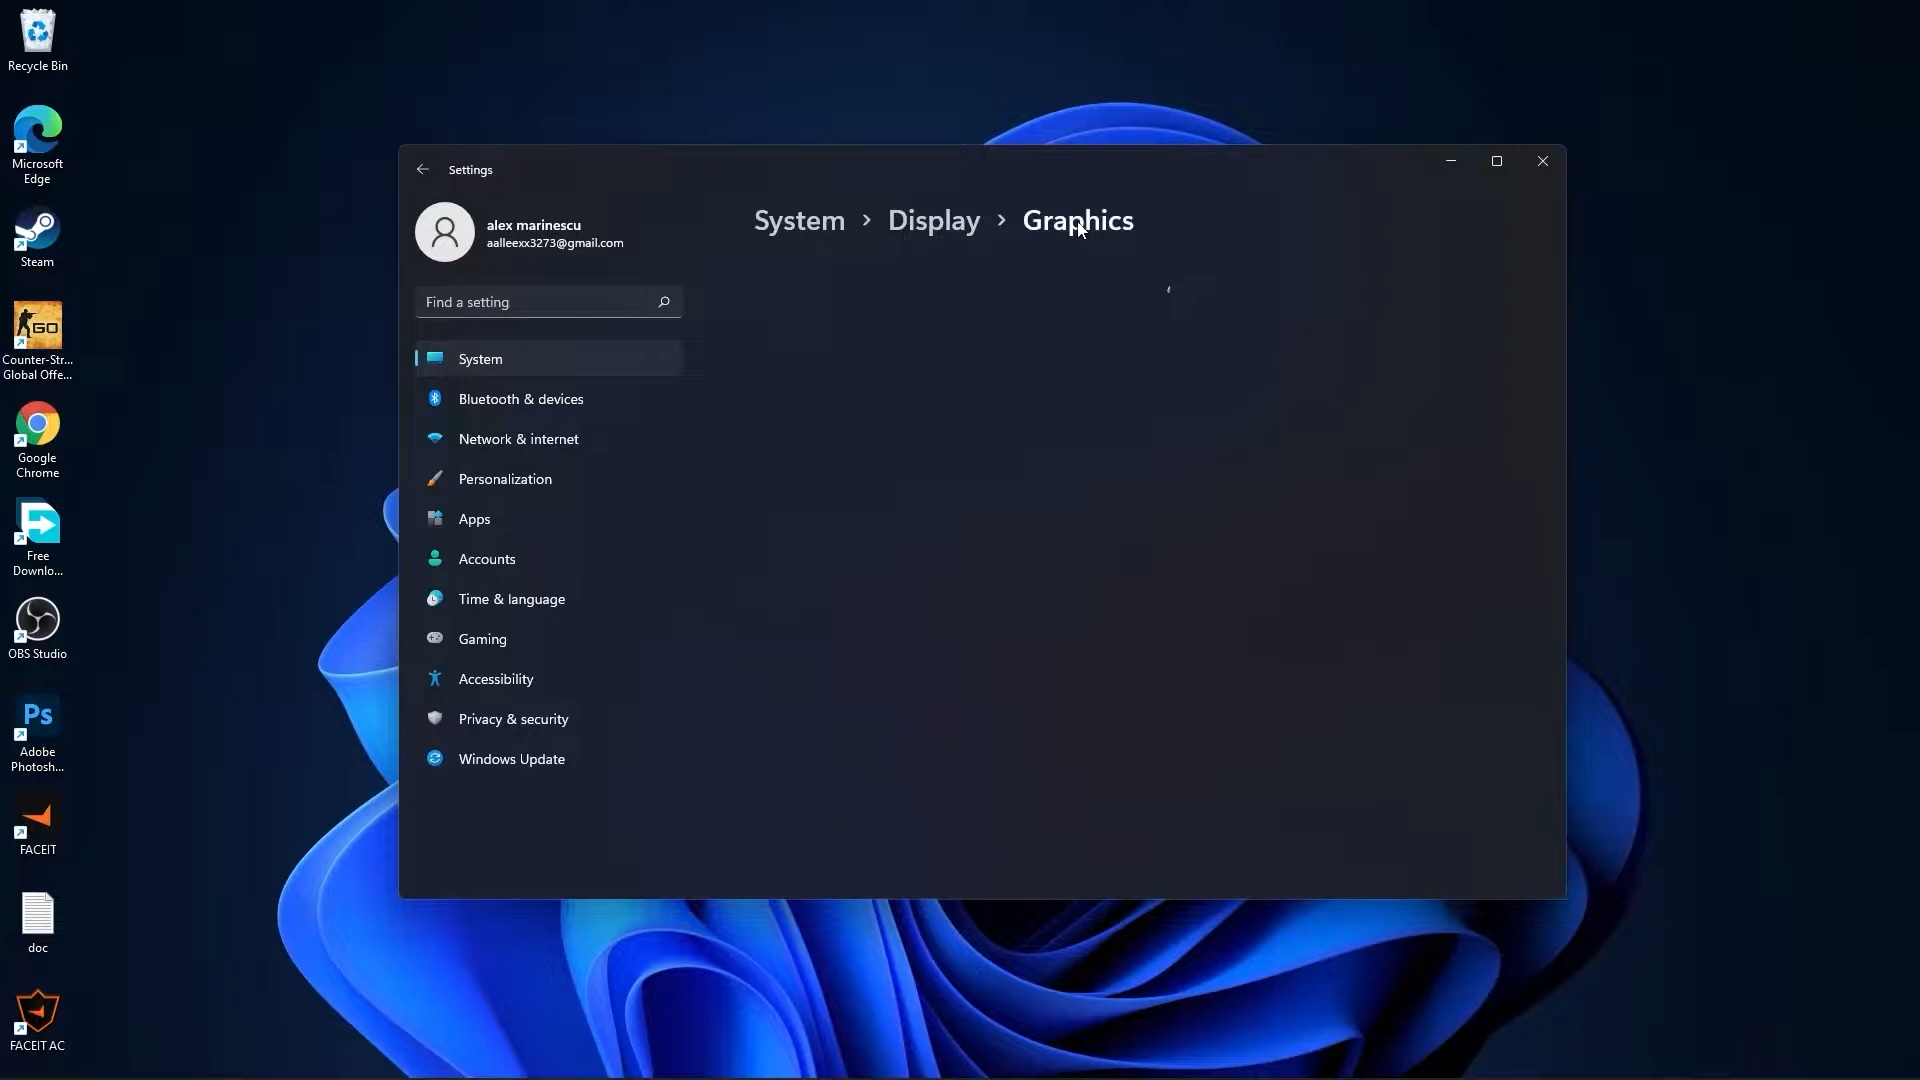 Recycle Bin
Microsoft
Edge
Steam
GO
Counter-Str...
Global Offe...
Google
Chrome
Free
Downlo...
OBS Studio
Ps
Adobe
Photosh...
FACEIT
doc
FACEIT AC
Settings
alex marinescu
aalleexx3273@gmail.com
Find a setting
System
Bluetooth & devices
Network & internet
Personalization
Apps
Accounts
Time & language
Gaming
Accessibility
Privacy & security
Windows Update
System > Display > Graphics